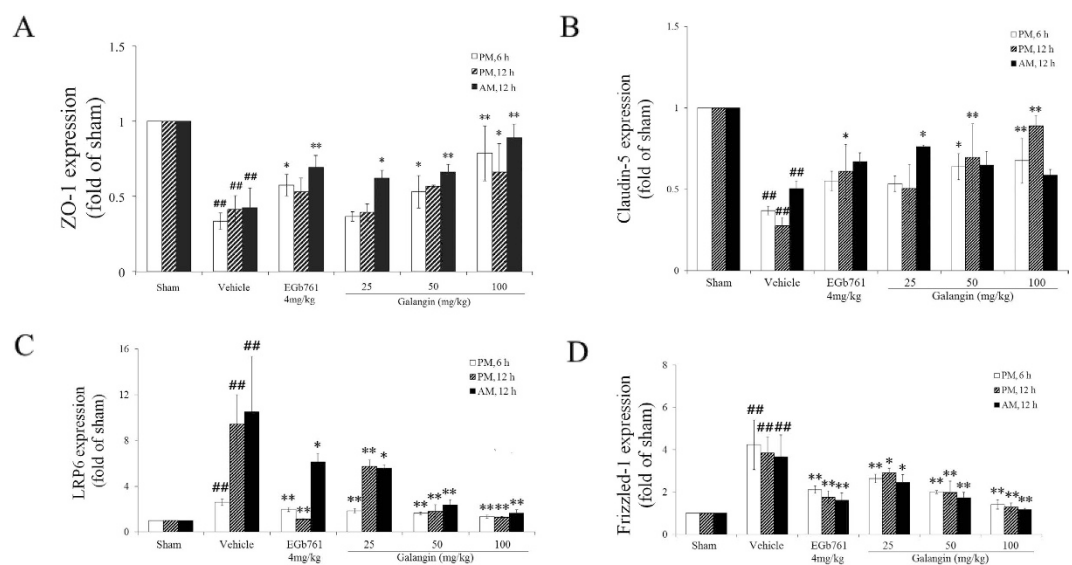 A
ZO-1 expression
(fold of sham)
1.5
1
0.5
0
PM, 6 h
PM, 12 h
AM, 12 h
## ## ##
* **
*
* **
** * **
Sham Vehicle EGb761 25 50 100
4mg/kg Galangin (mg/kg)
B
Claudin-5 expression
(fold of sham)
1.5
1
0.5
0
PM, 6 h
PM, 12 h
AM, 12 h
## ## ##
*
*
* **
** **
Sham Vehicle EGb761 25 50 100
4mg/kg Galangin (mg/kg)
C
LRP6 expression
(fold of sham)
16
12
8
4
0
PM, 6 h
PM, 12 h
AM, 12 h
## ## ##
** ** *
** ** *
** ** **
** ** **
Sham Vehicle EGb761 25 50 100
4mg/kg Galangin (mg/kg)
D
Frizzled-1 expression
(fold of sham)
8
6
4
2
0
PM, 6 h
PM, 12 h
AM, 12 h
## ## ##
** ** **
** * *
** ** **
** ** **
Sham Vehicle EGb761 25 50 100
4mg/kg Galangin (mg/kg)